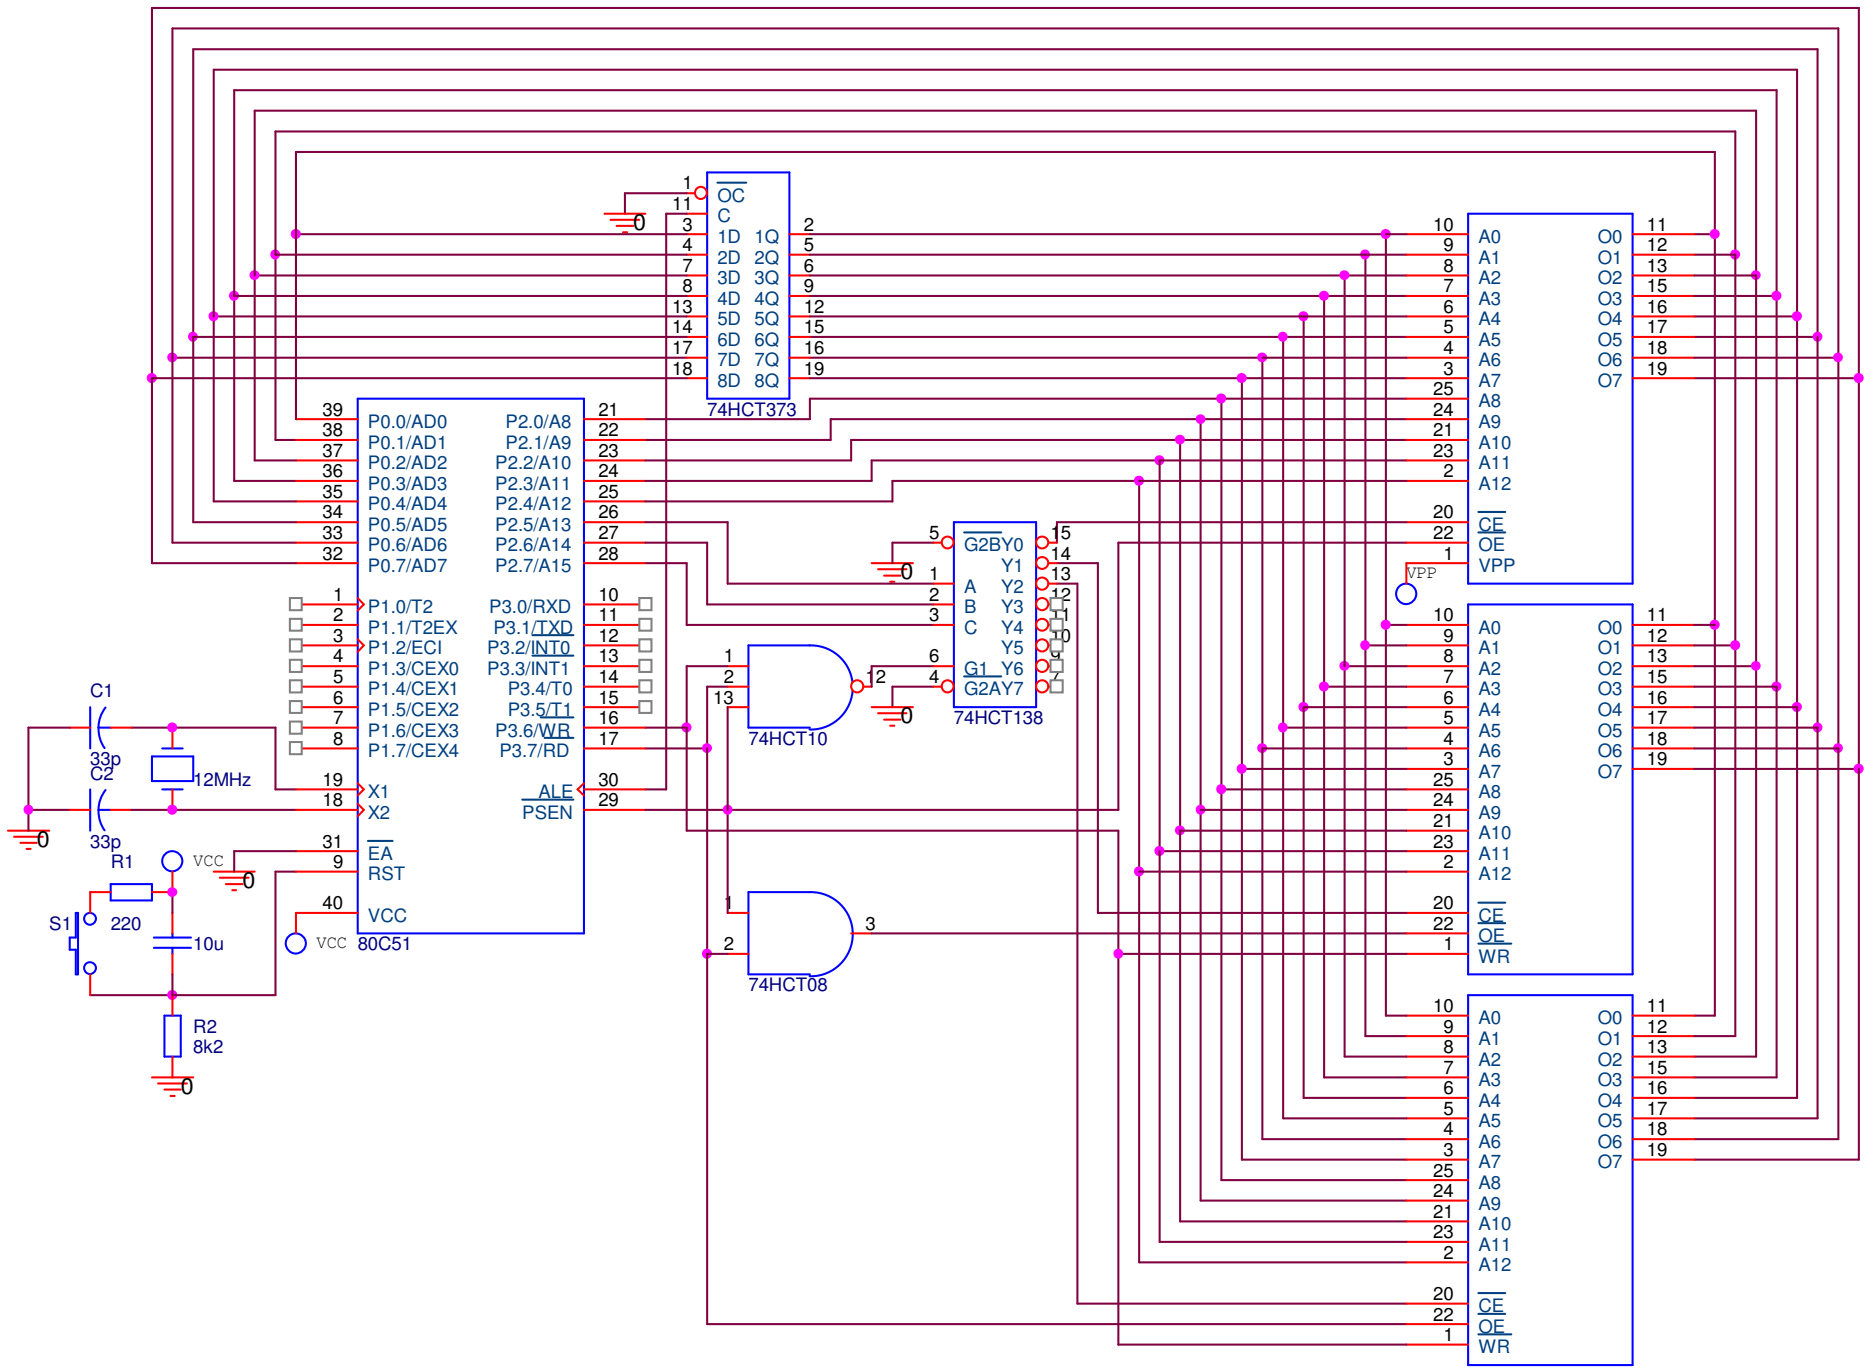 1 OC
11 C
0
3 1D 1Q 2
4 2D 2Q 5
7 3D 3Q 6
8 4D 4Q 9
13 5D 5Q 12
14 6D 6Q 15
17 7D 7Q 16
18 8D 8Q 19
74HCT373
10 A0 O0 11
9 A1 O1 12
8 A2 O2 13
7 A3 O3 15
6 A4 O4 16
5 A5 O5 17
4 A6 O6 18
3 A7 O7 19
25 A8
24 A9
21 A10
23 A11
2 A12
20 CE
22 OE
1 VPP
VPP
39 P0.0/AD0 P2.0/A8 21
38 P0.1/AD1 P2.1/A9 22
37 P0.2/AD2 P2.2/A10 23
36 P0.3/AD3 P2.3/A11 24
35 P0.4/AD4 P2.4/A12 25
34 P0.5/AD5 P2.5/A13 26
33 P0.6/AD6 P2.6/A14 27
32 P0.7/AD7 P2.7/A15 28
1 P1.0/T2 P3.0/RXD 10
2 P1.1/T2EX P3.1/TXD 11
3 P1.2/ECI P3.2/INT0 12
4 P1.3/CEX0 P3.3/INT1 13
5 P1.4/CEX1 P3.4/T0 14
6 P1.5/CEX2 P3.5/T1 15
7 P1.6/CEX3 P3.6/WR 16
8 P1.7/CEX4 P3.7/RD 17
19 X1 ALE 30
18 X2 PSEN 29
31 EA
9 RST
40 VCC
80C51
VCC
0
5 G2B Y0 15
0
Y1 14
1 A Y2 13
2 B Y3 12
3 C Y4 11
Y5 10
6 G1 Y6 9
4 G2A Y7 7
0
74HCT138
1
2
13
12
74HCT10
1
2
3
74HCT08
C1
33p
C2
33p
12MHz
0
R1
VCC
S1
220
10u
R2
8k2
0
10 A0 O0 11
9 A1 O1 12
8 A2 O2 13
7 A3 O3 15
6 A4 O4 16
5 A5 O5 17
4 A6 O6 18
3 A7 O7 19
25 A8
24 A9
21 A10
23 A11
2 A12
20 CE
22 OE
1 WR
10 A0 O0 11
9 A1 O1 12
8 A2 O2 13
7 A3 O3 15
6 A4 O4 16
5 A5 O5 17
4 A6 O6 18
3 A7 O7 19
25 A8
24 A9
21 A10
23 A11
2 A12
20 CE
22 OE
1 WR